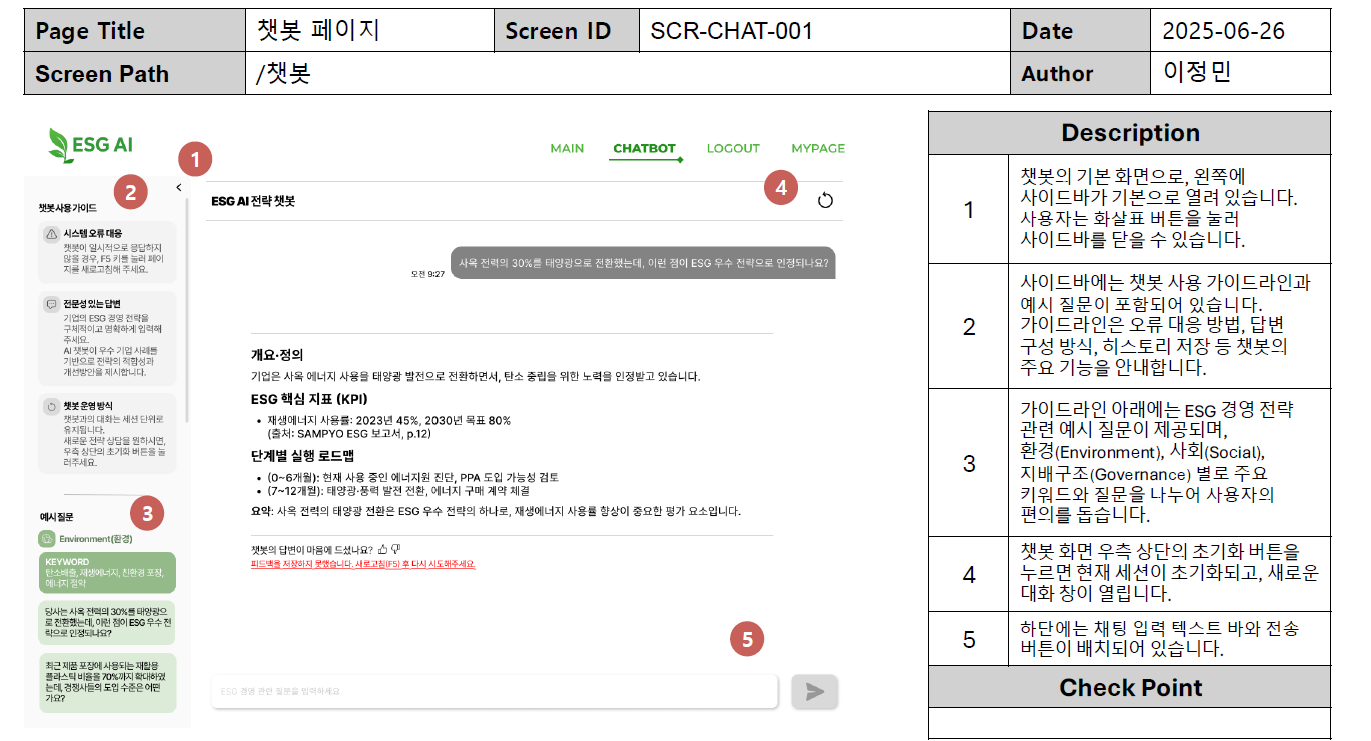 Page Title 챗봇 페이지 Screen ID SCR-CHAT-001 Date 2025-06-26
Screen Path /챗봇 Author 이정민
ESG AI
MAIN CHATBOT LOGOUT MYPAGE
1
2
<
챗봇 사용 가이드
시스템 오류 대응
챗봇이 일시적으로 응답하지
않을 경우, F5 키를 눌러 페이
지를 새로고침해 주세요.
전문성 있는 답변
기업의 ESG 경영 전략을
구체적이고 명확하게 입력해
주세요.
AI 챗봇이 우수 기업 사례를
기반으로 전략의 적합성과
개선방안을 제시합니다.
챗봇 운영 방식
챗봇과의 대화는 세션 단위로
유지됩니다.
새로운 전략 상담을 원하시면,
우측 상단의 초기화 버튼을 눌
러주세요.
3
예시 질문
Environment(환경)
KEYWORD
탄소배출, 재생에너지, 친환경 포장,
에너지 절약
당사는 사옥 전력의 30%를 태양광으
로 전환했는데, 이런 점이 ESG 우수 전
략으로 인정되나요?
최근 제품 포장에 사용되는 재활용
플라스틱 비율을 70%까지 확대하였
는데, 경쟁사들의 도입 수준은 어떤
가요?
4
ESG AI 전략 챗봇
오전 9:27
사옥 전력의 30%를 태양광으로 전환했는데, 이런 점이 ESG 우수 전략으로 인정되나요?
개요·정의
기업은 사옥 에너지 사용을 태양광 발전으로 전환하면서, 탄소 중립을 위한 노력을 인정받고 있습니다.
ESG 핵심 지표 (KPI)
• 재생에너지 사용률: 2023년 45%, 2030년 목표 80%
(출처: SAMPYO ESG 보고서, p.12)
단계별 실행 로드맵
• (0~6개월): 현재 사용 중인 에너지원 진단, PPA 도입 가능성 검토
• (7~12개월): 태양광·풍력 발전 전환, 에너지 구매 계약 체결
요약: 사옥 전력의 태양광 전환은 ESG 우수 전략의 하나로, 재생에너지 사용률 향상이 중요한 평가 요소입니다.
챗봇의 답변이 마음에 드셨나요?
피드백을 저장하지 못했습니다. 새로고침(F5) 후 다시 시도해주세요.
5
ESG 경영 관련 질문을 입력하세요
Description
1
챗봇의 기본 화면으로, 왼쪽에
사이드바가 기본으로 열려 있습니다.
사용자는 화살표 버튼을 눌러
사이드바를 닫을 수 있습니다.
2
사이드바에는 챗봇 사용 가이드라인과
예시 질문이 포함되어 있습니다.
가이드라인은 오류 대응 방법, 답변
구성 방식, 히스토리 저장 등 챗봇의
주요 기능을 안내합니다.
3
가이드라인 아래에는 ESG 경영 전략
관련 예시 질문이 제공되며,
환경(Environment), 사회(Social),
지배구조(Governance) 별로 주요
키워드와 질문을 나누어 사용자의
편의를 돕습니다.
4
챗봇 화면 우측 상단의 초기화 버튼을
누르면 현재 세션이 초기화되고, 새로운
대화 창이 열립니다.
5
하단에는 채팅 입력 텍스트 바와 전송
버튼이 배치되어 있습니다.
Check Point